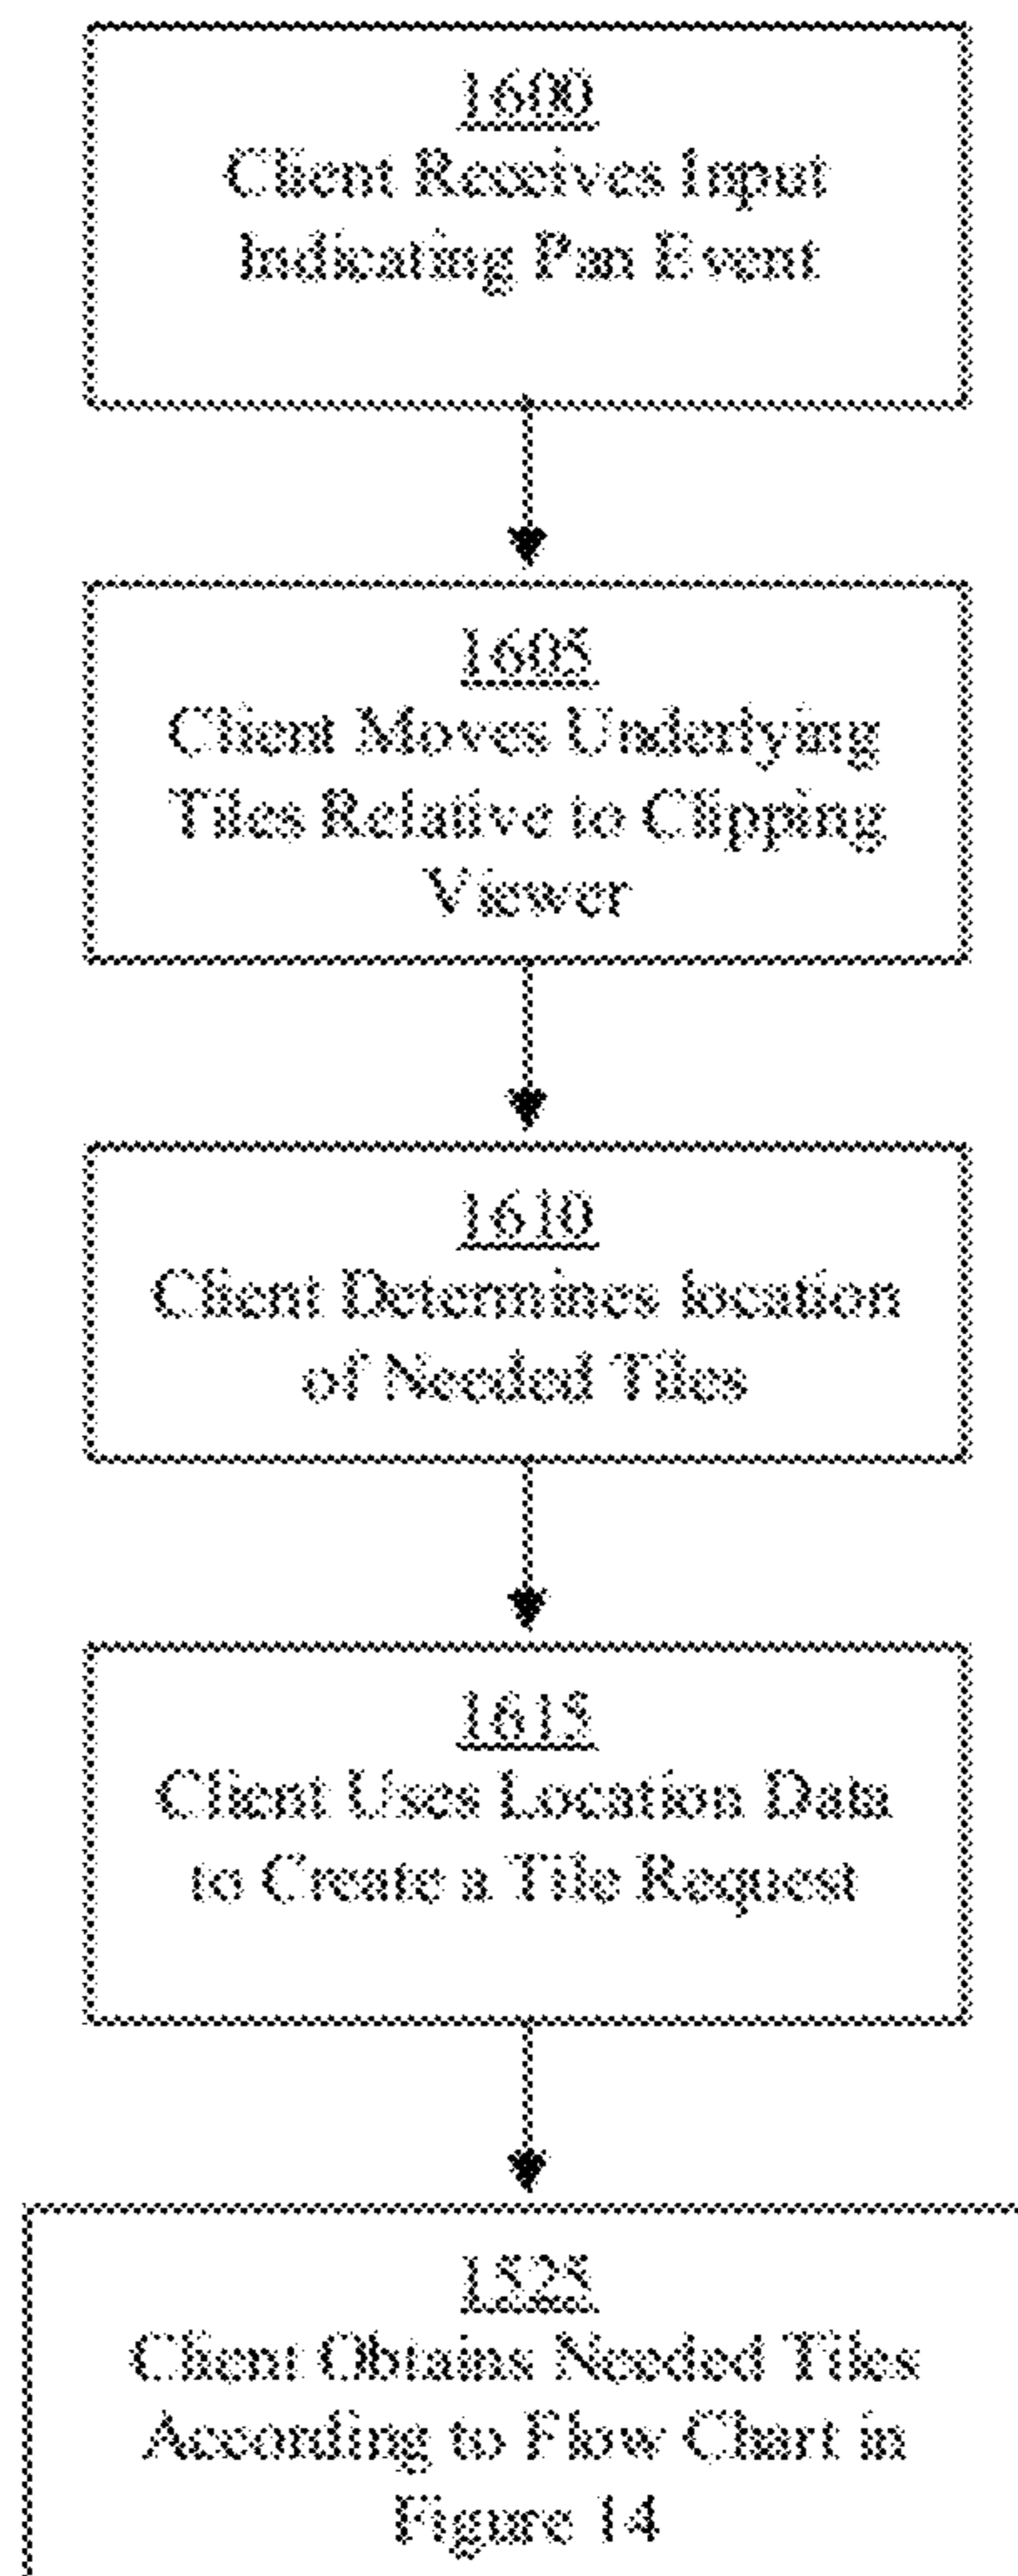 1600
Client Receives Input
Indicating Pan Event
1605
Client Moves Underlying
Tiles Relative to Clipping
Viewer
1610
Client Determines location
of Needed Tiles
1615
Client Uses Location Data
to Create a Tile Request
1525
Client Obtains Needed Tiles
According to Flow Chart in
Figure 14